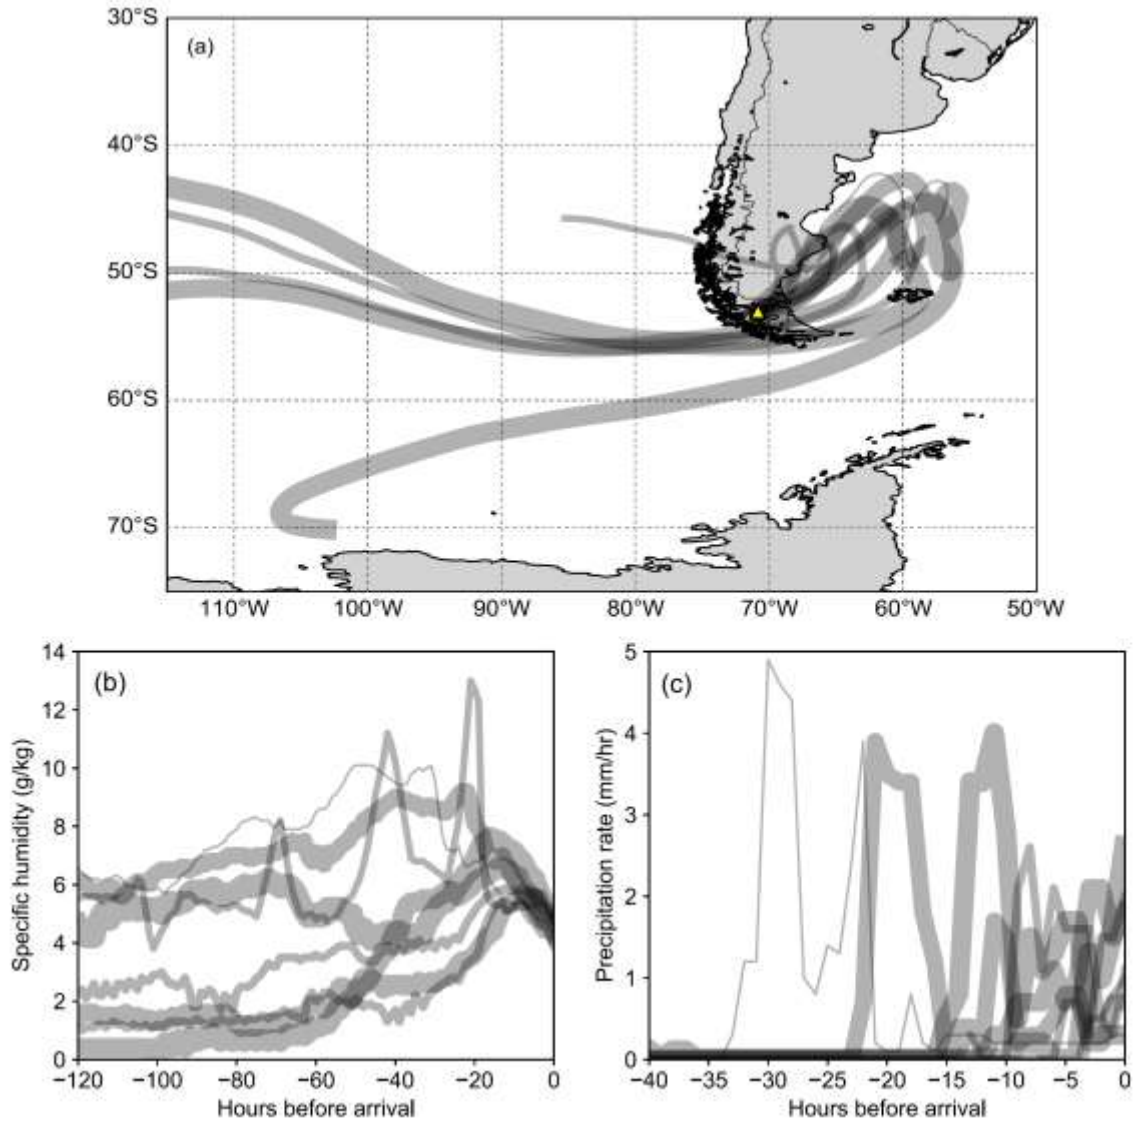 30°S
(a)
40°S
50°S
60°S
70°S
110°W 100°W 90°W 80°W 70°W 60°W 50°W
14
12
10
8
6
4
2
0
(b)
Specific humidity (g/kg)
−120 −100 −80 −60 −40 −20 0
Hours before arrival
5
4
3
2
1
0
(c)
Precipitation rate (mm/hr)
−40 −35 −30 −25 −20 −15 −10 −5 0
Hours before arrival